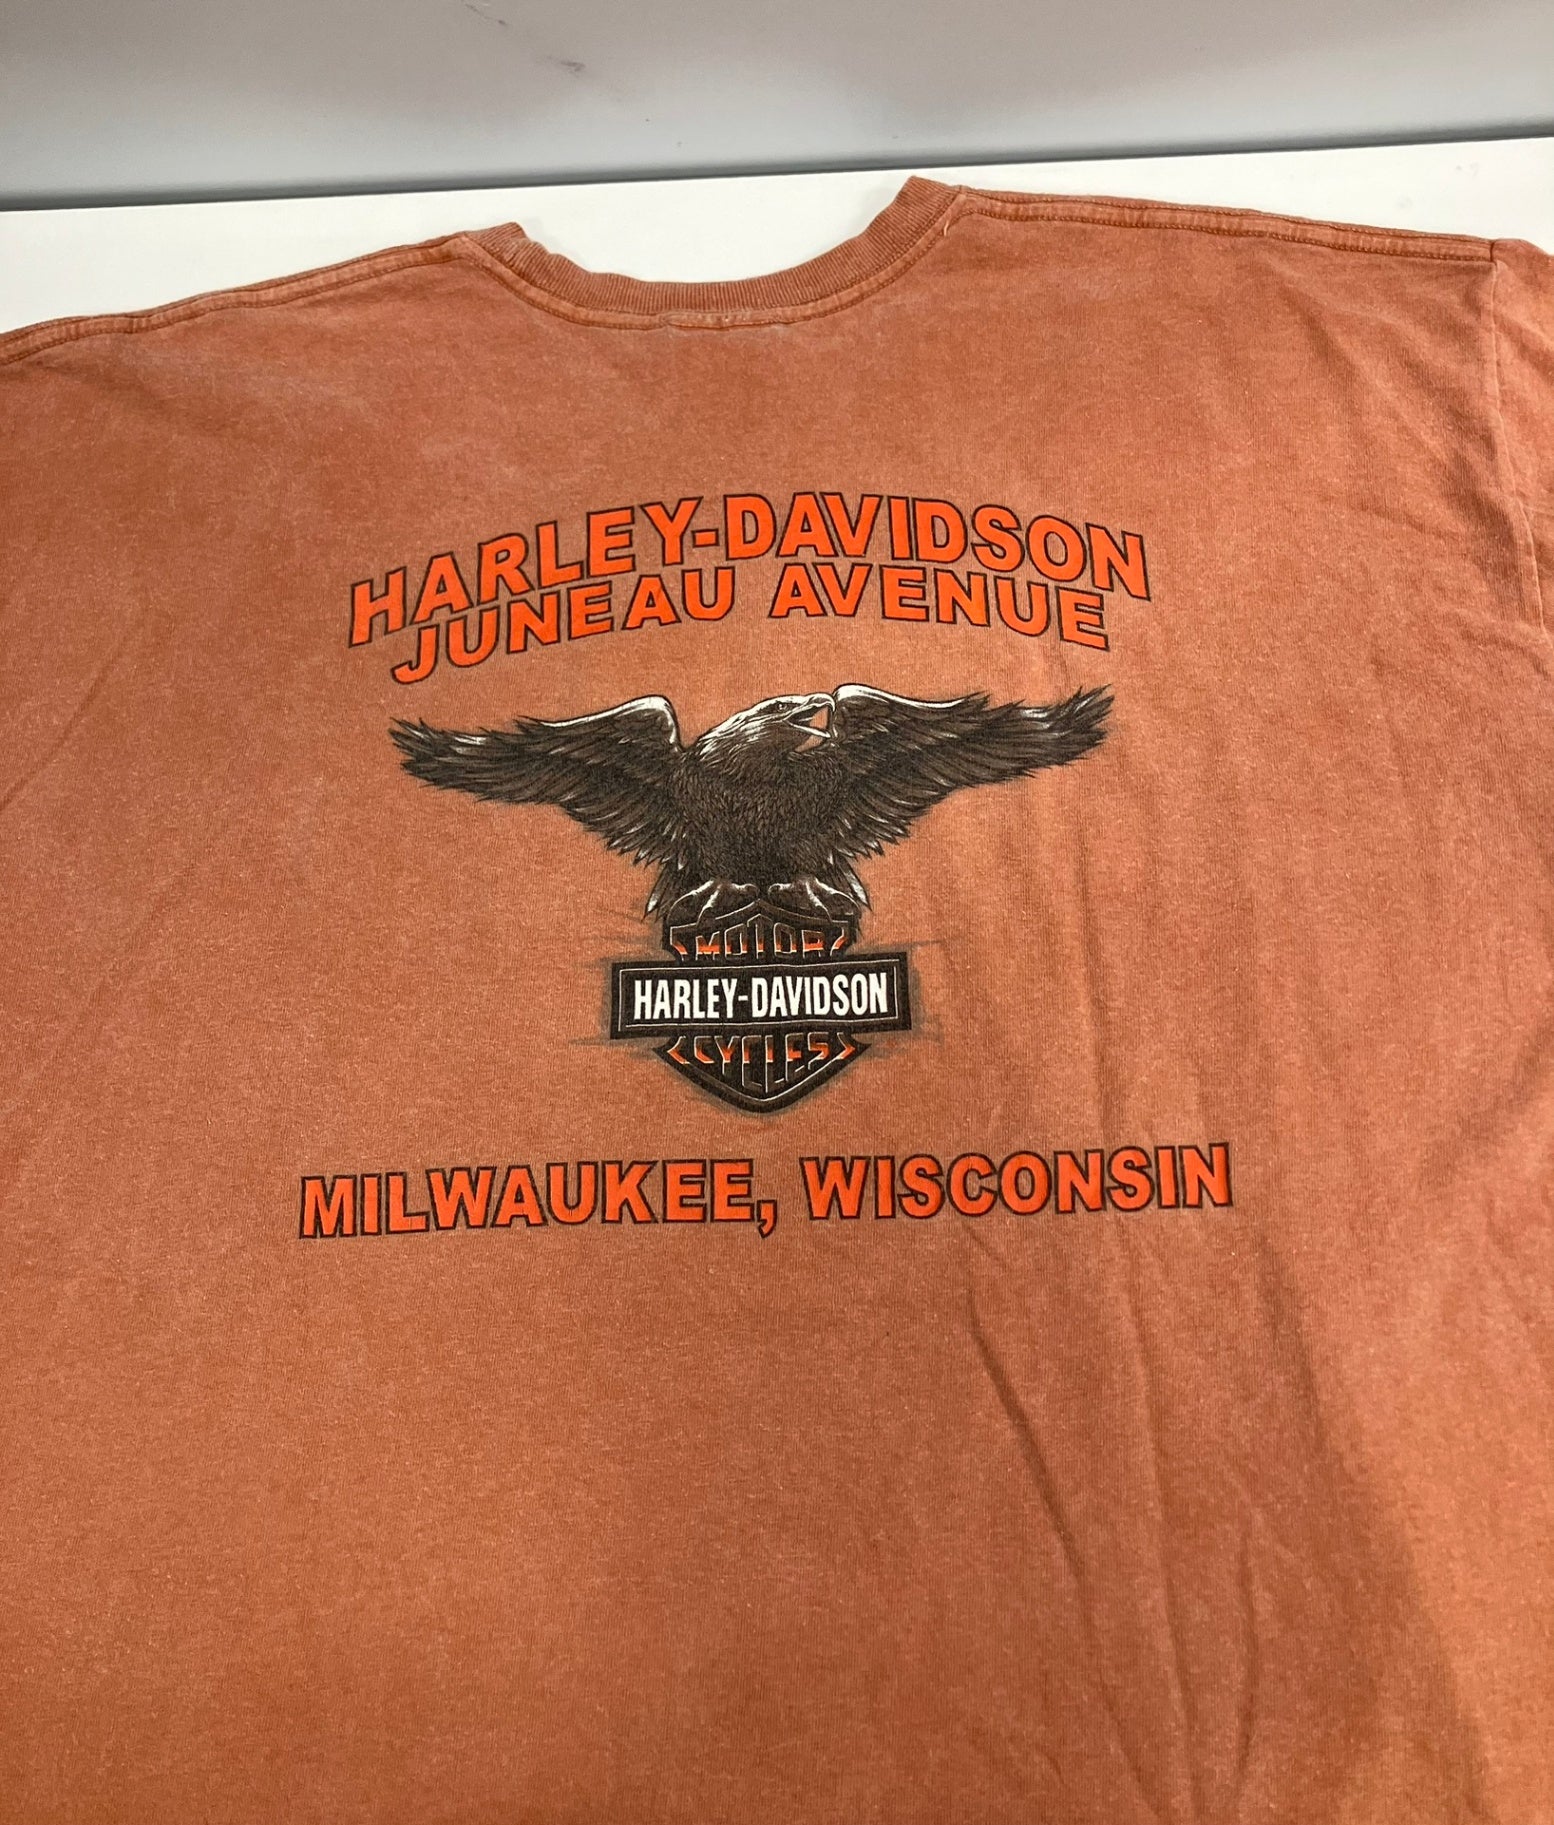 HARLEY-DAVIDSON
JUNEAU AVENUE
MOTOR
HARLEY-DAVIDSON
CYCLES
MILWAUKEE, WISCONSIN